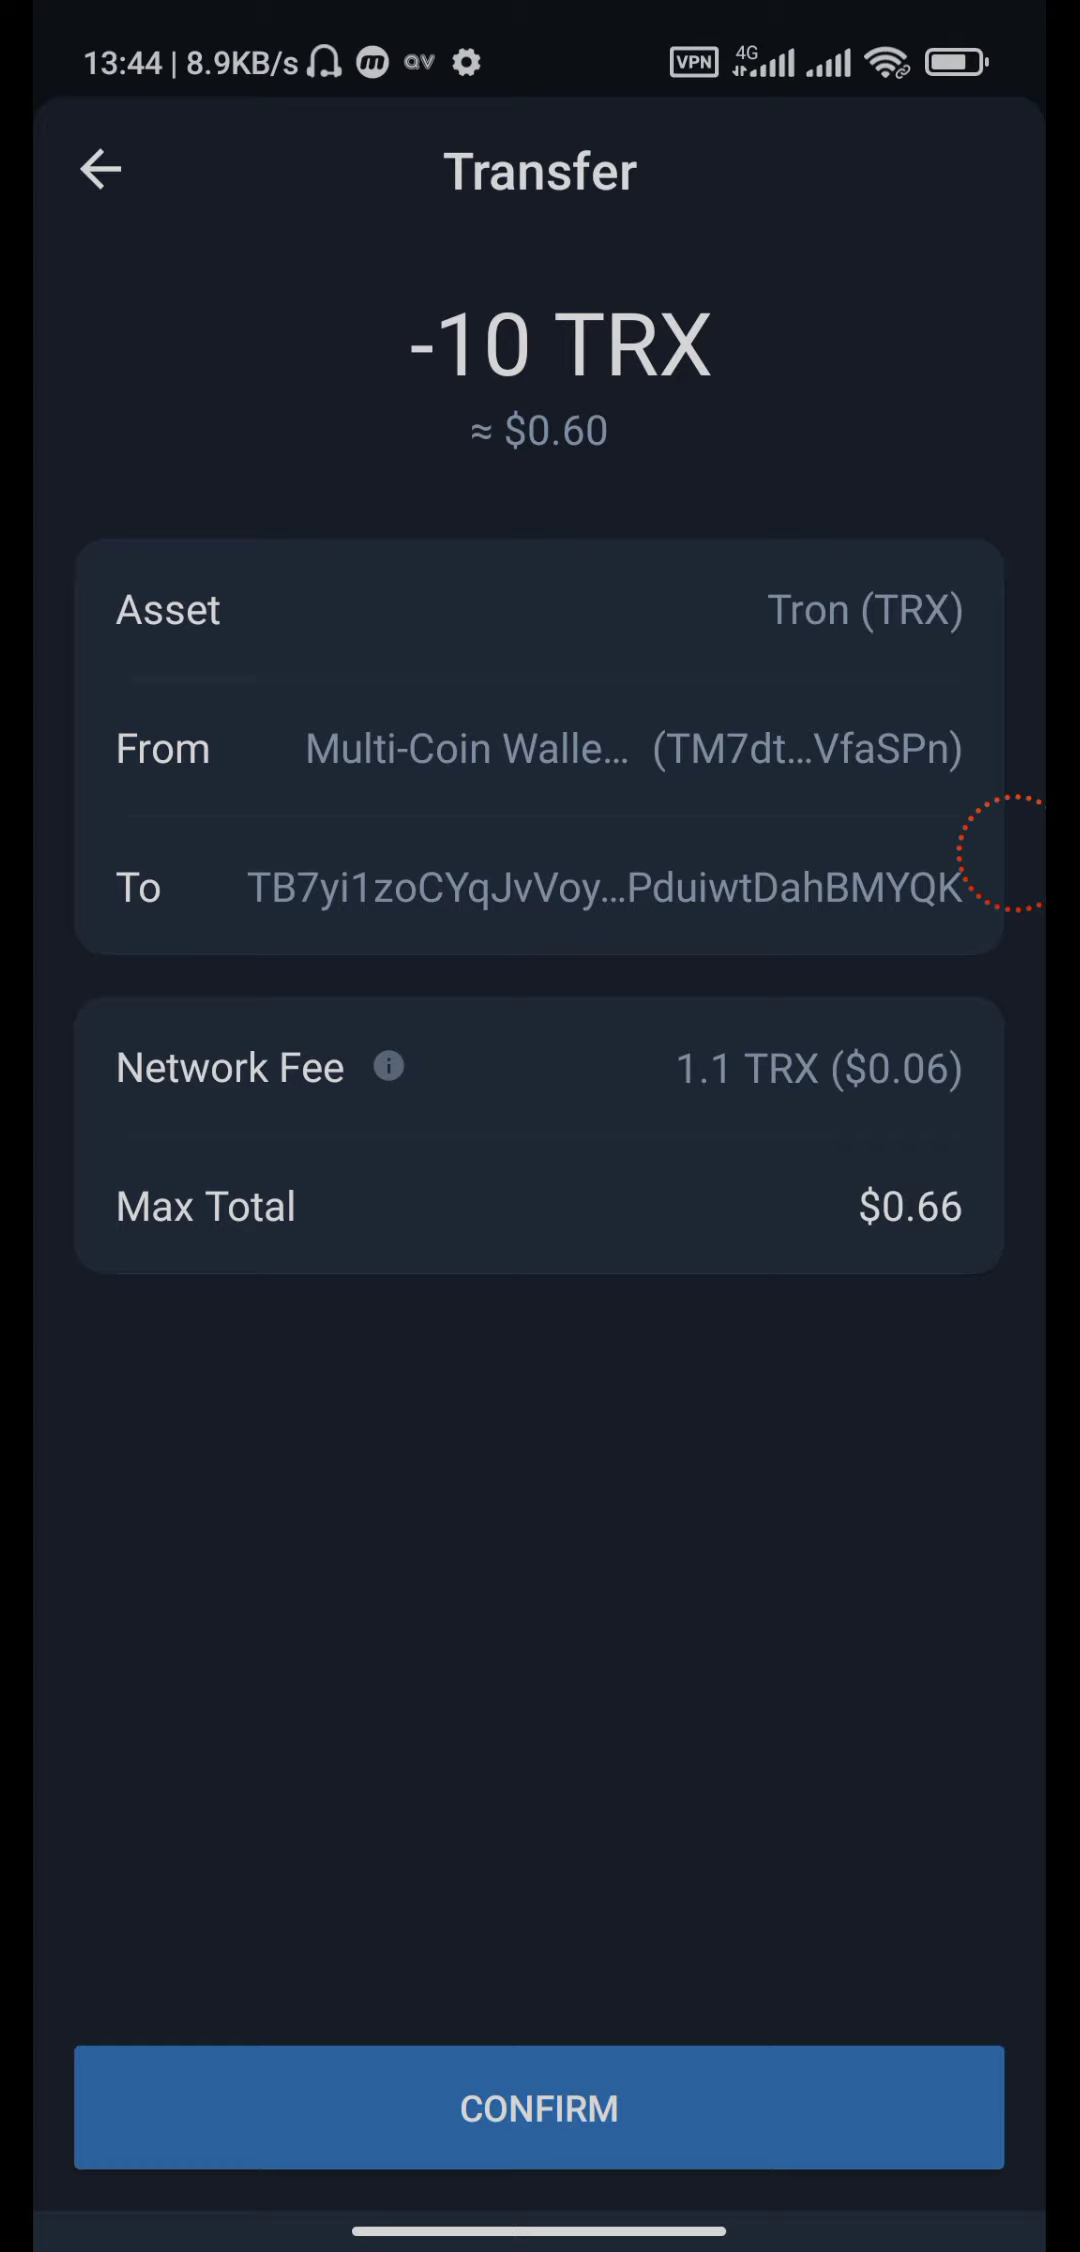 13:44 | 8.9KB/s m av VPN 4G
Transfer
-10 TRX
≈ $0.60
Asset Tron (TRX)
From Multi-Coin Walle... (TM7dt...VfaSPn)
To TB7yi1zoCYqJvVoy...PduiwtDahBMYQK
Network Fee i 1.1 TRX ($0.06)
Max Total $0.66
CONFIRM